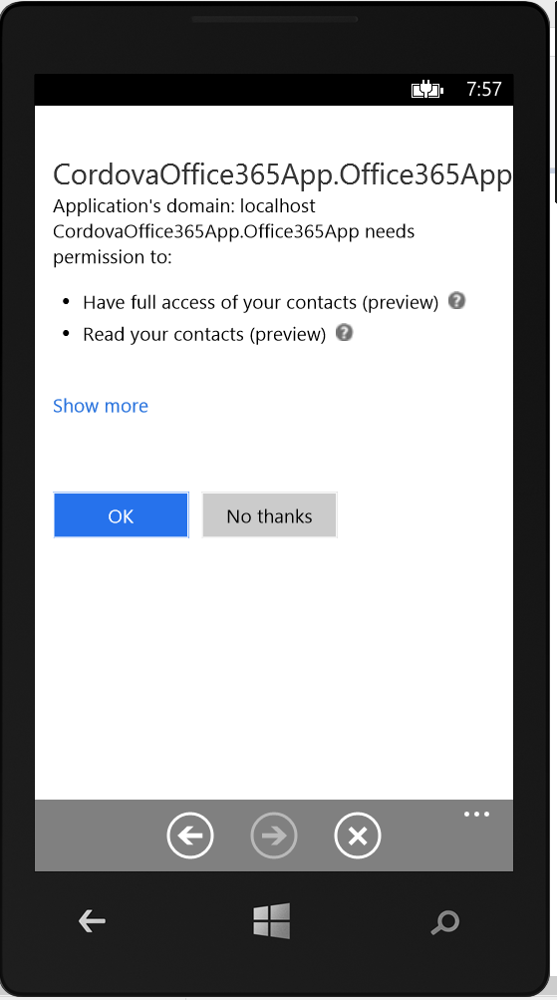 7:57
CordovaOffice365App.Office365App
Application's domain: localhost
CordovaOffice365App.Office365App needs
permission to:
• Have full access of your contacts (preview) ?
• Read your contacts (preview) ?
Show more
OK
No thanks